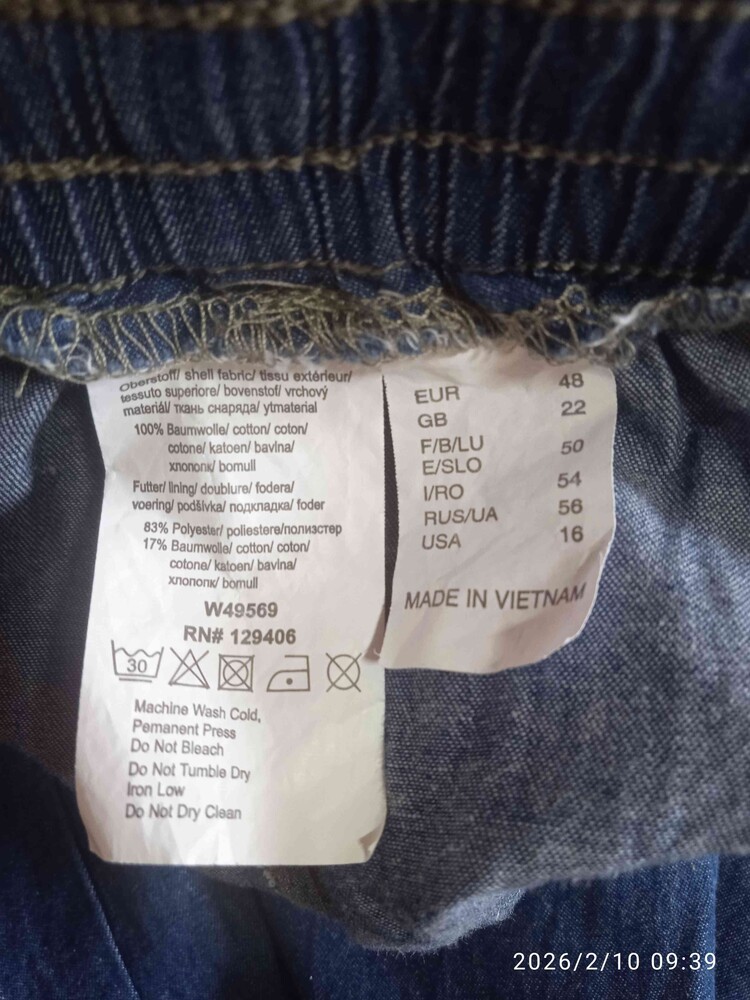 Oberstoff/ shell fabric/ tissu extérieur/
tessuto superiore/ bovenstof/ vrchový
materiál/ ткань снаряда/ ytmaterial
100% Baumwolle/ cotton/ coton/
cotone/ katoen/ bavlna/
хлопопк/ bomull
Futter/ lining/ doublure/ fodera/
voering/ podšívka/ подкладка/ foder
83% Polyester/ poliestere/полиэстер
17% Baumwolle/ cotton/ coton/
cotone/ katoen/ bavlna/
хлопопк/ bomull
W49569
RN# 129406
30
Machine Wash Cold,
Pemanent Press
Do Not Bleach
Do Not Tumble Dry
Iron Low
Do Not Dry Clean
EUR 48
GB 22
F/B/LU
E/SLO 50
I/RO 54
RUS/UA 56
USA 16
MADE IN VIETNAM
2026/2/10 09:39